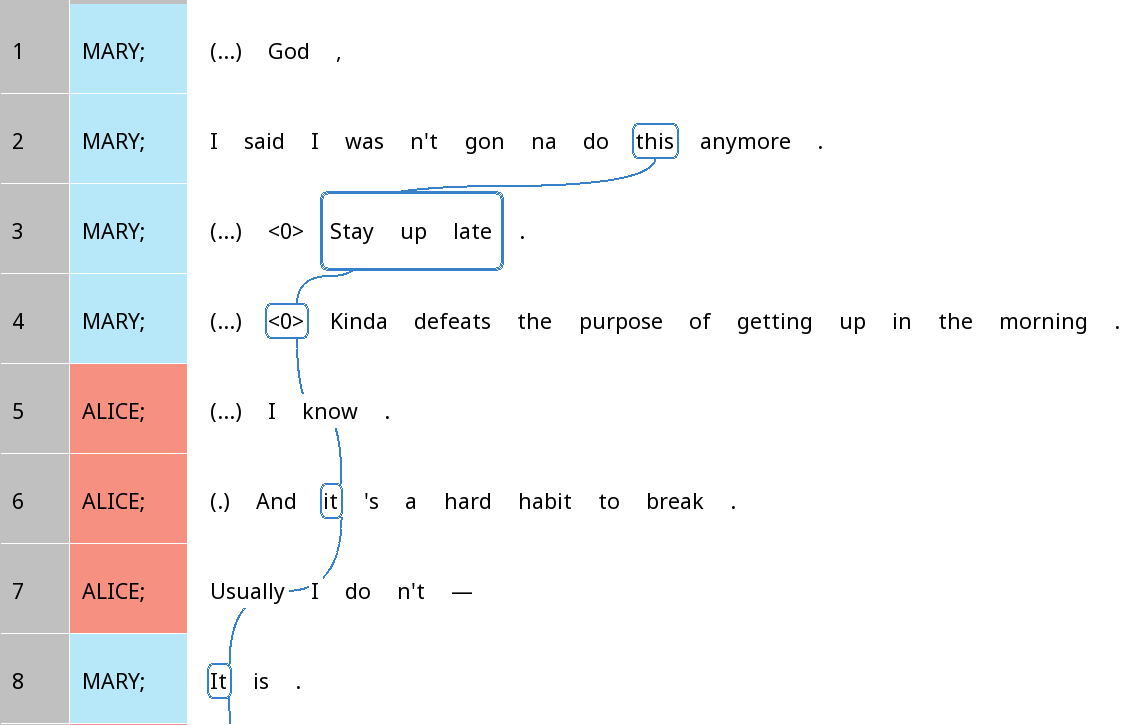 1 MARY; (...) God ,
2 MARY; I said I was n't gon na do this anymore .
3 MARY; (...) <0> Stay up late .
4 MARY; (...) <0> Kinda defeats the purpose of getting up in the morning .
5 ALICE; (...) I know .
6 ALICE; (.) And it 's a hard habit to break .
7 ALICE; Usually I do n't —
8 MARY; It is .